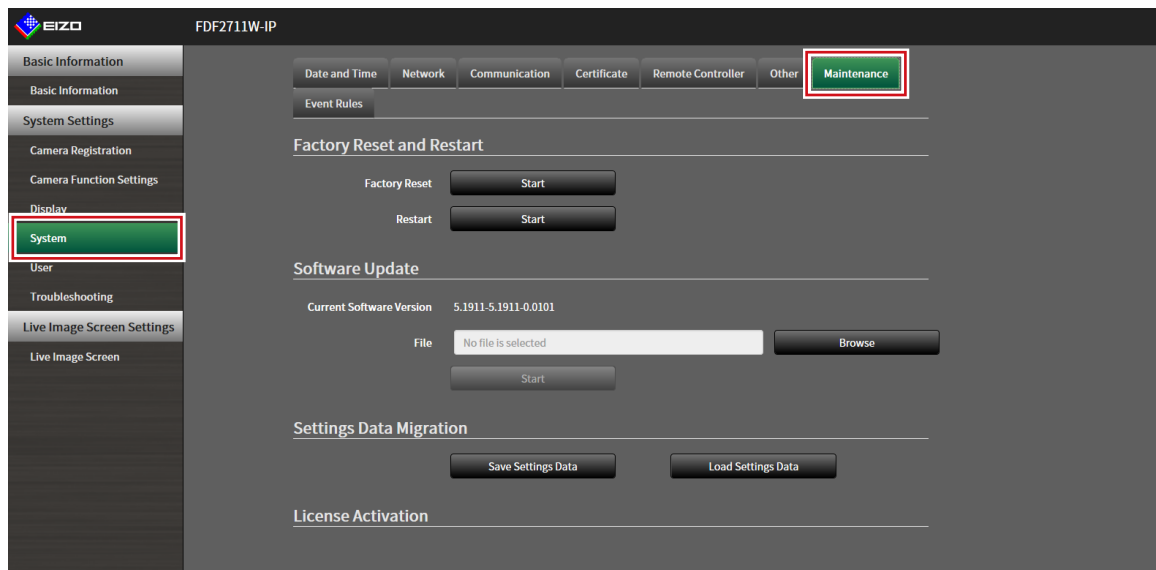 EIZO
FDF2711W-IP
Basic Information
Basic Information
System Settings
Camera Registration
Camera Function Settings
Display
System
User
Troubleshooting
Live Image Screen Settings
Live Image Screen
Date and Time Network Communication Certificate Remote Controller Other Maintenance
Event Rules
Factory Reset and Restart
Factory Reset Start
Restart Start
Software Update
Current Software Version 5.1911-5.1911-0.0101
File No file is selected Browse
Start
Settings Data Migration
Save Settings Data Load Settings Data
License Activation